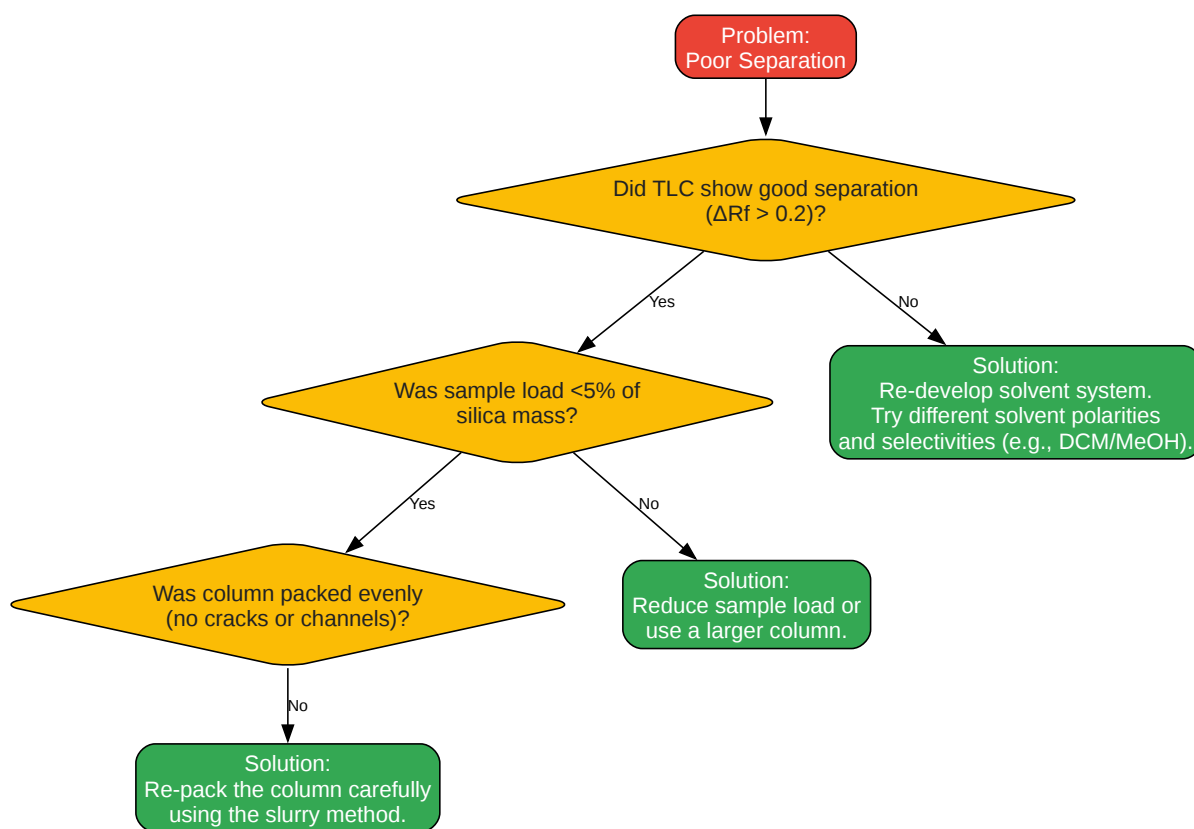 Problem:
Poor Separation
Did TLC show good separation
(ΔRf > 0.2)?
Yes
No
Was sample load <5% of
silica mass?
Solution:
Re-develop solvent system.
Try different solvent polarities
and selectivities (e.g., DCM/MeOH).
Yes
No
Was column packed evenly
(no cracks or channels)?
Solution:
Reduce sample load or
use a larger column.
No
Solution:
Re-pack the column carefully
using the slurry method.